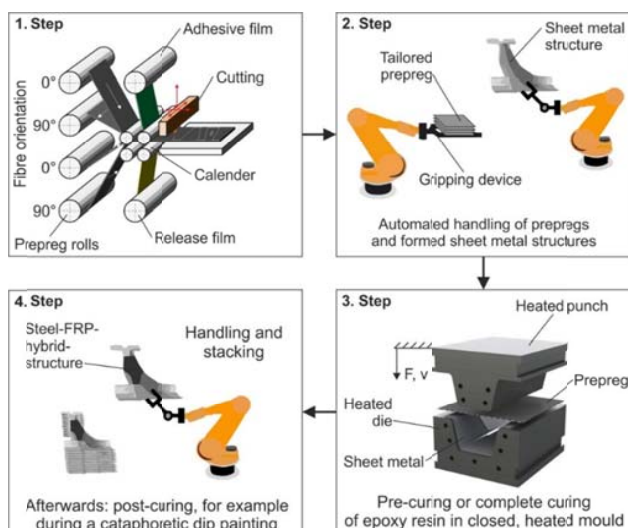 1. Step
Adhesive film
Cutting
0°
90°
0°
90°
Fibre orientation
Calender
Prepreg rolls
Release film
2. Step
Sheet metal
structure
Tailored
prepreg
Gripping device
Automated handling of prepregs
and formed sheet metal structures
3. Step
Heated punch
F, v
Prepreg
Heated
die
Sheet metal
Pre-curing or complete curing
of epoxy resin in closed, heated mould
4. Step
Steel-FRP-
hybrid-
structure
Handling and
stacking
Afterwards: post-curing, for example
during a cataphoretic dip painting